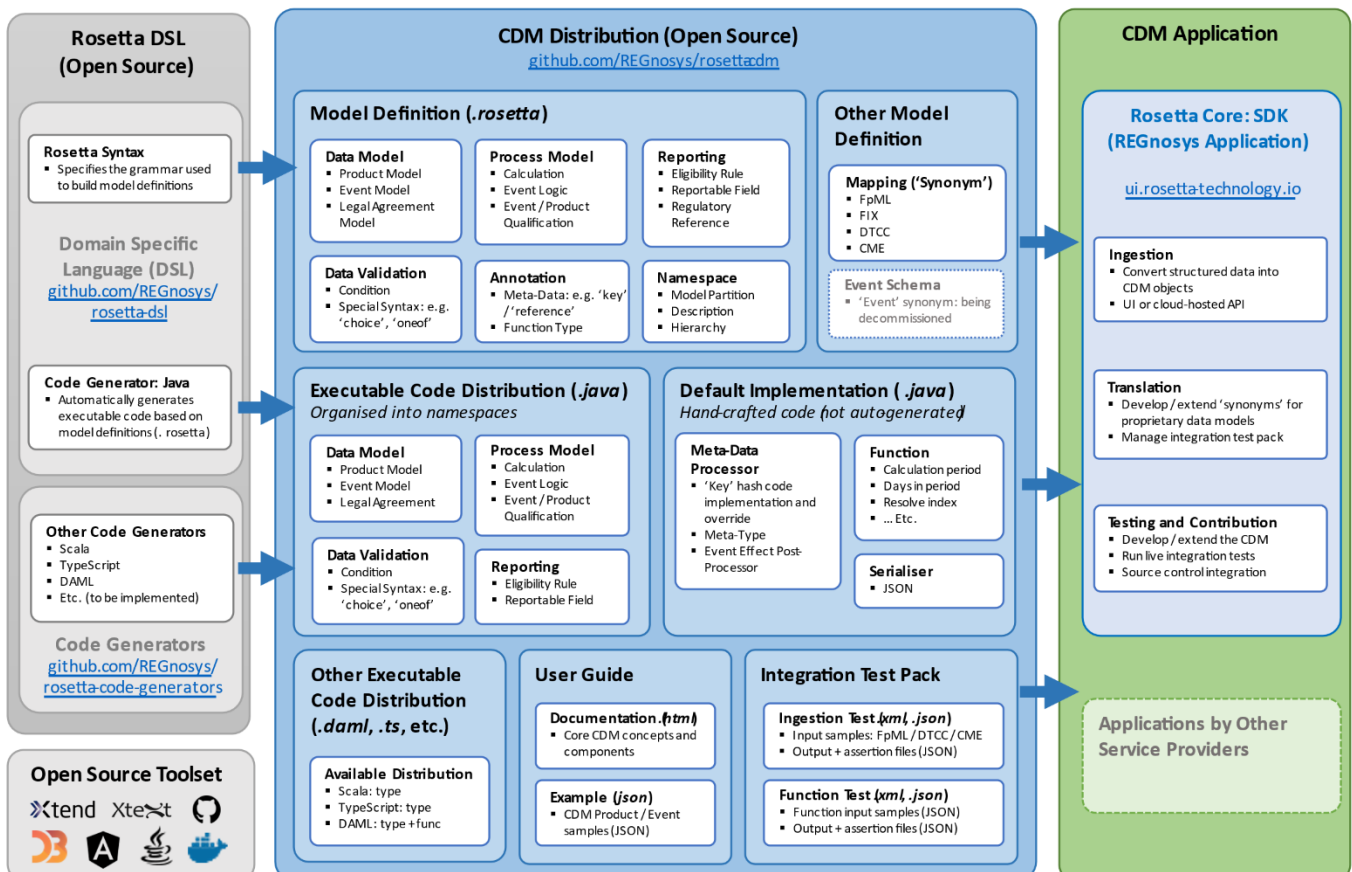 Rosetta DSL
(Open Source)
Rosetta Syntax
▪ Specifies the grammar used
to build model definitions
Domain Specific
Language (DSL)
github.com/REGnosys/
rosetta-dsl
Code Generator: Java
▪ Automatically generates
executable code based on
model definitions (. rosetta)
Other Code Generators
▪ Scala
▪ TypeScript
▪ DAML
▪ Etc. (to be implemented)
Code Generators
github.com/REGnosys/
rosetta-code-generators
Open Source Toolset
Xtend Xtext
CDM Distribution (Open Source)
github.com/REGnosys/rosetta-cdm
Model Definition (.rosetta)
Data Model
▪ Product Model
▪ Event Model
▪ Legal Agreement
Model
Process Model
▪ Calculation
▪ Event Logic
▪ Event / Product
Qualification
Reporting
▪ Eligibility Rule
▪ Reportable Field
▪ Regulatory
Reference
Data Validation
▪ Condition
▪ Special Syntax: e.g.
‘choice’, ‘oneof’
Annotation
▪ Meta-Data: e.g. ‘key’
/ ‘reference’
▪ Function Type
Namespace
▪ Model Partition
▪ Description
▪ Hierarchy
Other Model
Definition
Mapping (‘Synonym’)
▪ FpML
▪ FIX
▪ DTCC
▪ CME
Event Schema
▪ ‘Event’ synonym: being
decommissioned
Executable Code Distribution (.java)
Organised into namespaces
Data Model
▪ Product Model
▪ Event Model
▪ Legal Agreement
Process Model
▪ Calculation
▪ Event Logic
▪ Event / Product
Qualification
Data Validation
▪ Condition
▪ Special Syntax: e.g.
‘choice’, ‘oneof’
Reporting
▪ Eligibility Rule
▪ Reportable Field
Default Implementation (.java)
Hand-crafted code (not autogenerated)
Meta-Data
Processor
▪ ‘Key’ hash code
implementation and
override
▪ Meta-Type
▪ Event Effect Post-
Processor
Function
▪ Calculation period
▪ Days in period
▪ Resolve index
▪ … Etc.
Serialiser
▪ JSON
Other Executable
Code Distribution
(.daml, .ts, etc.)
Available Distribution
▪ Scala: type
▪ TypeScript: type
▪ DAML: type + func
User Guide
Documentation (.html)
▪ Core CDM concepts and
components
Example (json)
▪ CDM Product / Event
samples (JSON)
Integration Test Pack
Ingestion Test (.xml, .json)
▪ Input samples: FpML / DTCC / CME
▪ Output + assertion files (JSON)
Function Test (.xml, .json)
▪ Function input samples (JSON)
▪ Output + assertion files (JSON)
CDM Application
Rosetta Core: SDK
(REGnosys Application)
ui.rosetta-technology.io
Ingestion
▪ Convert structured data into
CDM objects
▪ UI or cloud-hosted API
Translation
▪ Develop / extend ‘synonyms’ for
proprietary data models
▪ Manage integration test pack
Testing and Contribution
▪ Develop / extend the CDM
▪ Run live integration tests
▪ Source control integration
Applications by Other
Service Providers